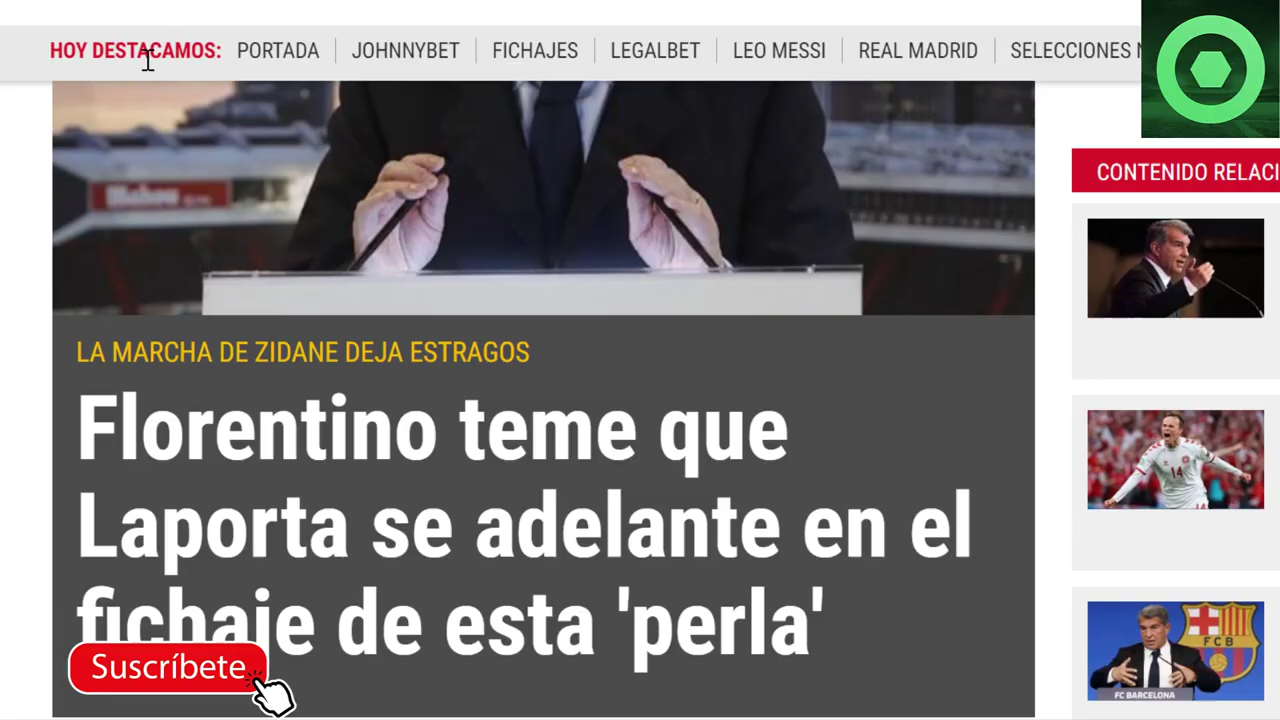 HOY DESTACAMOS: PORTADA JOHNNYBET FICHAJES LEGALBET LEO MESSI REAL MADRID SELECCIONES
CONTENIDO RELACI
LA MARCHA DE ZIDANE DEJA ESTRAGOS
Florentino teme que
Laporta se adelante en el
fichaje de esta 'perla'
Suscríbete
14
FCB
FC BARCELONA